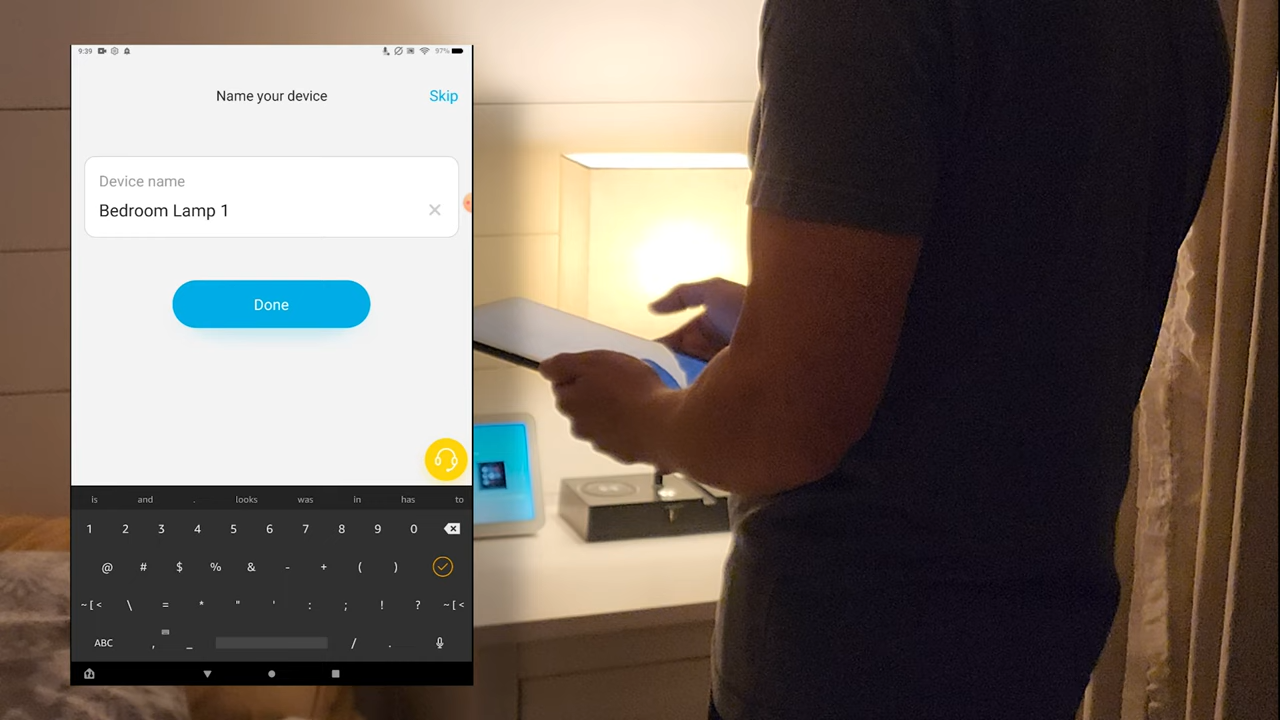 9:39 97%
Name your device
Skip
Device name
Bedroom Lamp 1
Done
is and . looks was in has to
1 2 3 4 5 6 7 8 9 0
@ # $ % & - + ( )
~[< \ = * " ' : ; ! ? ~[<
ABC , _ / .